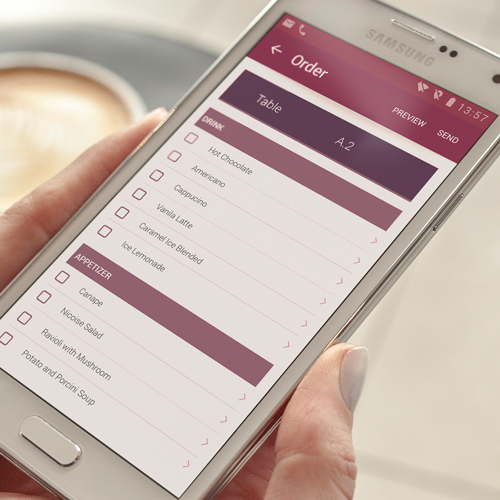 SAMSUNG
13:57
Order
PREVIEW SEND
Table A.2
DRINK
Hot Chocolate
Americano
Cappucino
Vanilla Latte
Caramel Ice Blended
Ice Lemonade
APPETIZER
Canape
Nicoise Salad
Ravioli with Mushroom
Potato and Porcini Soup